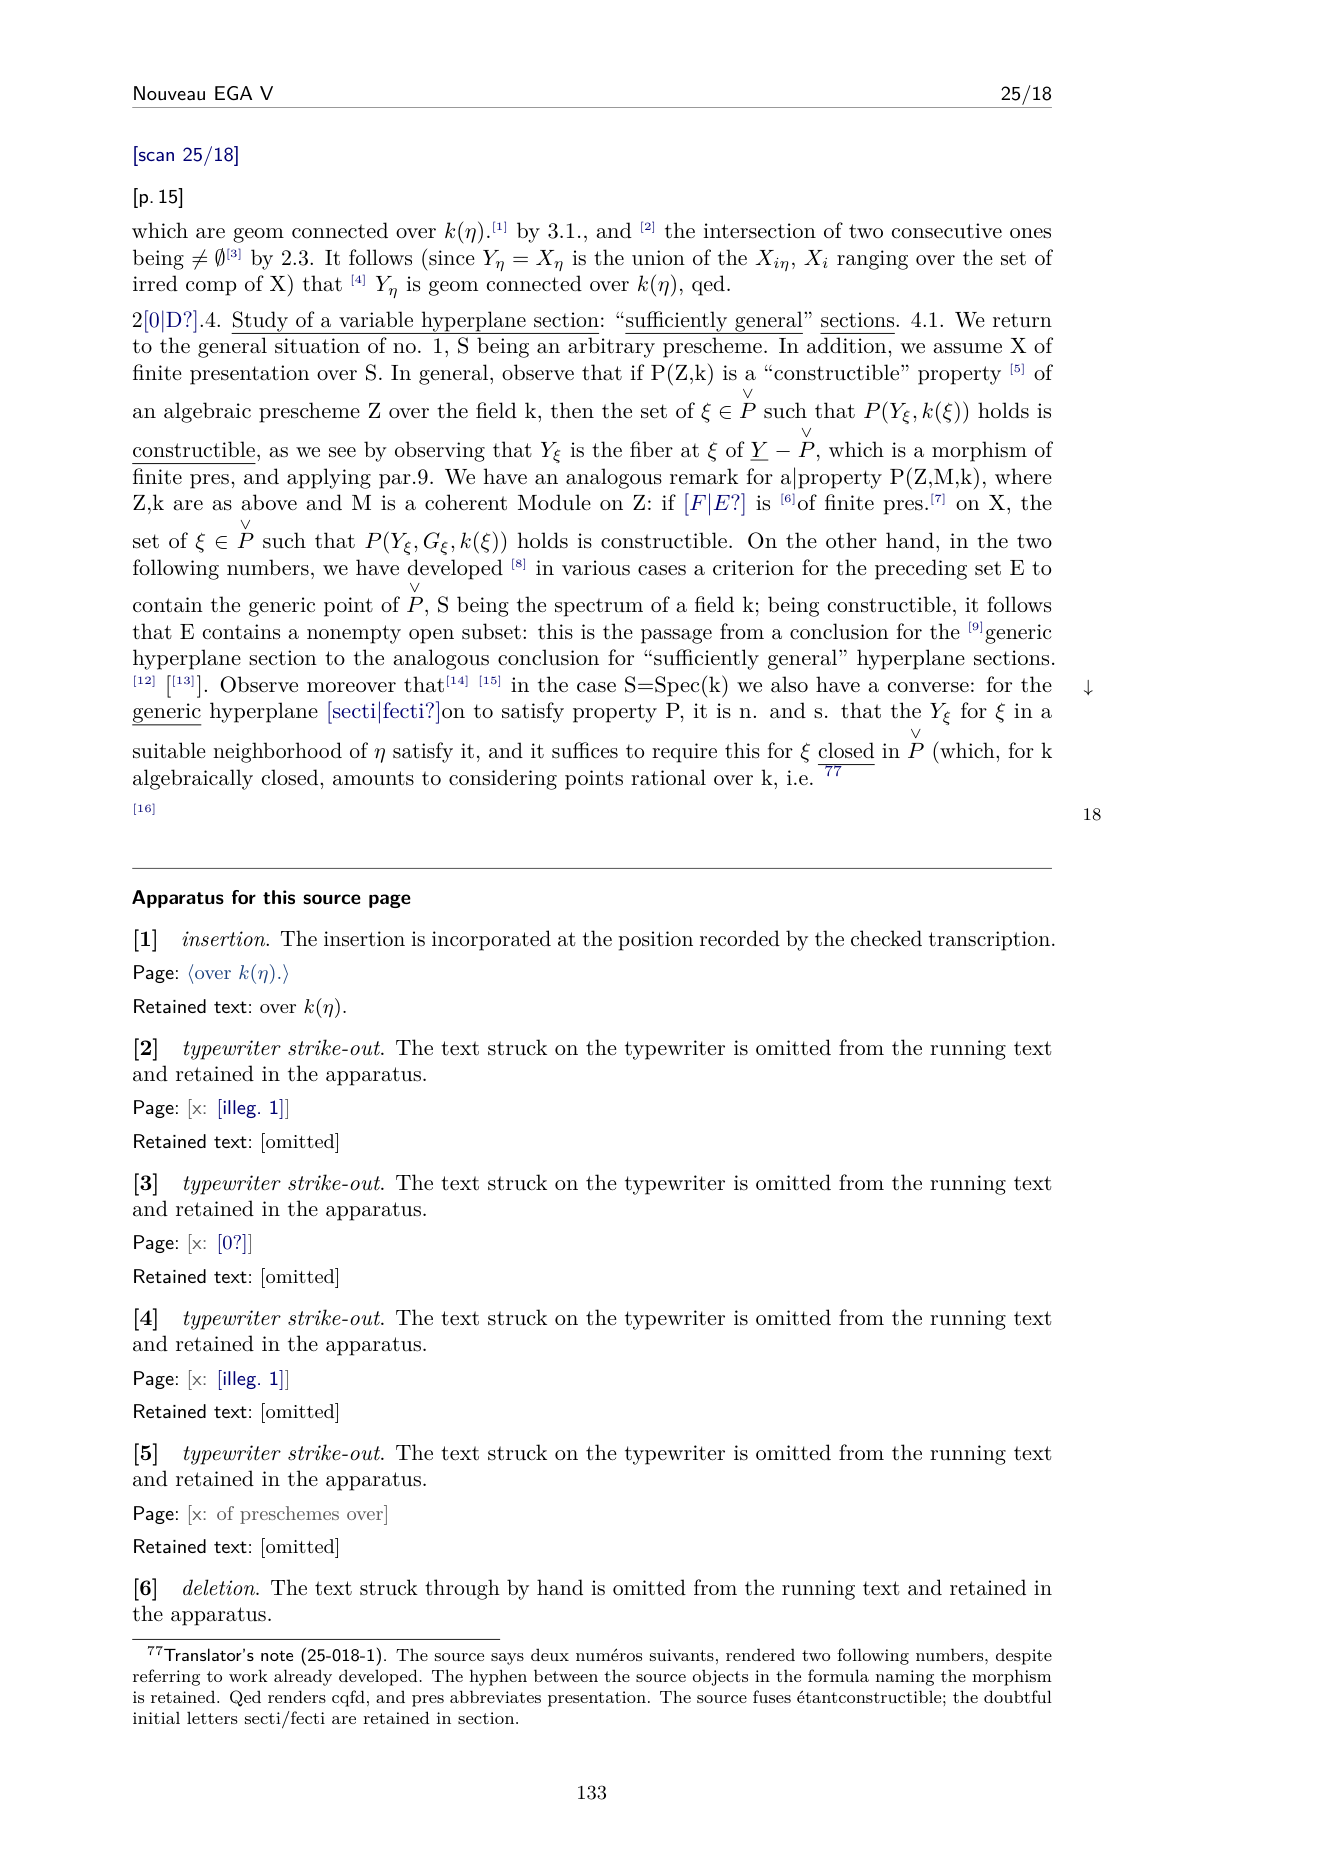 Nouveau EGA V 25/18
[scan 25/18]
[p. 15]
which are geom connected over k(η).[1] by 3.1., and [2] the intersection of two consecutive ones
being ≠ ∅[3] by 2.3. It follows (since Yη = Xη is the union of the Xiη, Xi ranging over the set of
irred comp of X) that [4] Yη is geom connected over k(η), qed.
2[0|D?].4. Study of a variable hyperplane section: “sufficiently general” sections. 4.1. We return
to the general situation of no. 1, S being an arbitrary prescheme. In addition, we assume X of
finite presentation over S. In general, observe that if P(Z,k) is a “constructible” property [5] of
an algebraic prescheme Z over the field k, then the set of ξ ∈ P̌ such that P(Yξ, k(ξ)) holds is
constructible, as we see by observing that Yξ is the fiber at ξ of Y − P̌, which is a morphism of
finite pres, and applying par.9. We have an analogous remark for a|property P(Z,M,k), where
Z,k are as above and M is a coherent Module on Z: if [F|E?] is [6]of finite pres.[7] on X, the
set of ξ ∈ P̌ such that P(Yξ, Gξ, k(ξ)) holds is constructible. On the other hand, in the two
following numbers, we have developed [8] in various cases a criterion for the preceding set E to
contain the generic point of P̌, S being the spectrum of a field k; being constructible, it follows
that E contains a nonempty open subset: this is the passage from a conclusion for the [9]generic
hyperplane section to the analogous conclusion for “sufficiently general” hyperplane sections.
[12] [[13]]. Observe moreover that[14] [15] in the case S=Spec(k) we also have a converse: for the ↓
generic hyperplane [secti|fecti?]on to satisfy property P, it is n. and s. that the Yξ for ξ in a
suitable neighborhood of η satisfy it, and it suffices to require this for ξ closed in P̌ (which, for k
algebraically closed, amounts to considering points rational over k, i.e. 77
[16] 18
Apparatus for this source page
[1] insertion. The insertion is incorporated at the position recorded by the checked transcription.
Page: ⟨over k(η).⟩
Retained text: over k(η).
[2] typewriter strike-out. The text struck on the typewriter is omitted from the running text
and retained in the apparatus.
Page: [x: [illeg. 1]]
Retained text: [omitted]
[3] typewriter strike-out. The text struck on the typewriter is omitted from the running text
and retained in the apparatus.
Page: [x: [0?]]
Retained text: [omitted]
[4] typewriter strike-out. The text struck on the typewriter is omitted from the running text
and retained in the apparatus.
Page: [x: [illeg. 1]]
Retained text: [omitted]
[5] typewriter strike-out. The text struck on the typewriter is omitted from the running text
and retained in the apparatus.
Page: [x: of preschemes over]
Retained text: [omitted]
[6] deletion. The text struck through by hand is omitted from the running text and retained in
the apparatus.
77Translator’s note (25-018-1). The source says deux numéros suivants, rendered two following numbers, despite
referring to work already developed. The hyphen between the source objects in the formula naming the morphism
is retained. Qed renders cqfd, and pres abbreviates presentation. The source fuses étantconstructible; the doubtful
initial letters secti/fecti are retained in section.
133